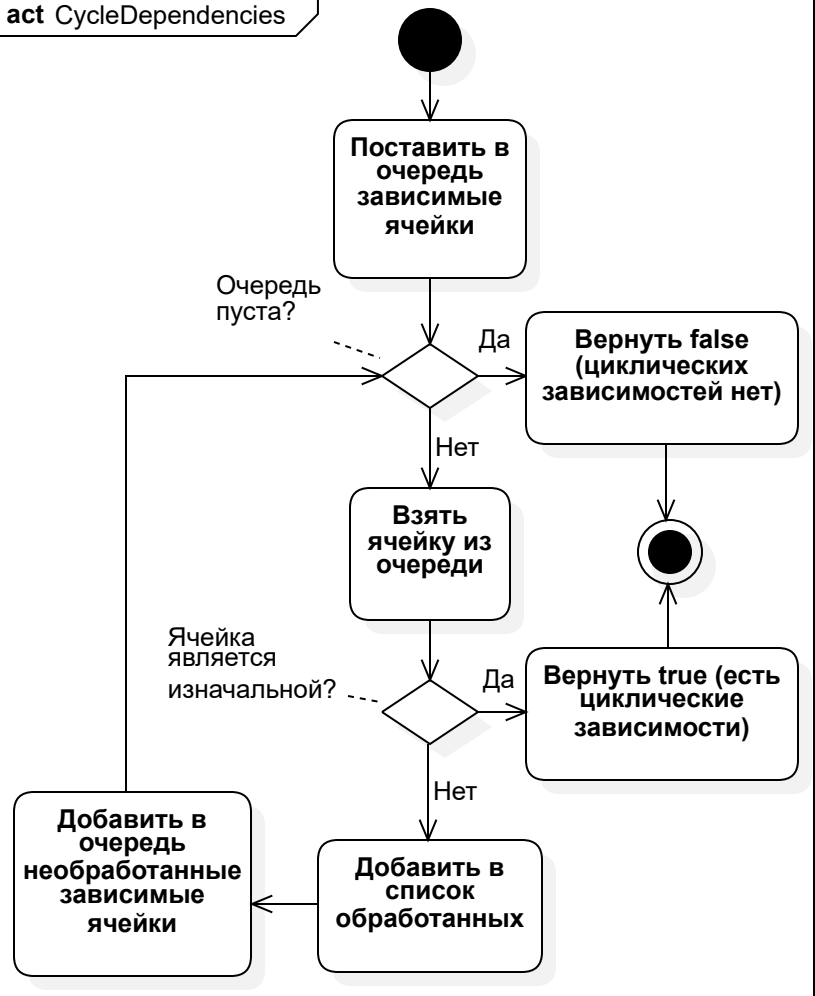 act CycleDependencies
Поставить в
очередь
зависимые
ячейки
Очередь
пуста?
Да
Вернуть false
(циклических
зависимостей нет)
Нет
Взять
ячейку из
очереди
Ячейка
является
изначальной?
Да
Вернуть true (есть
циклические
зависимости)
Нет
Добавить в
список
обработанных
Добавить в
очередь
необработанные
зависимые
ячейки